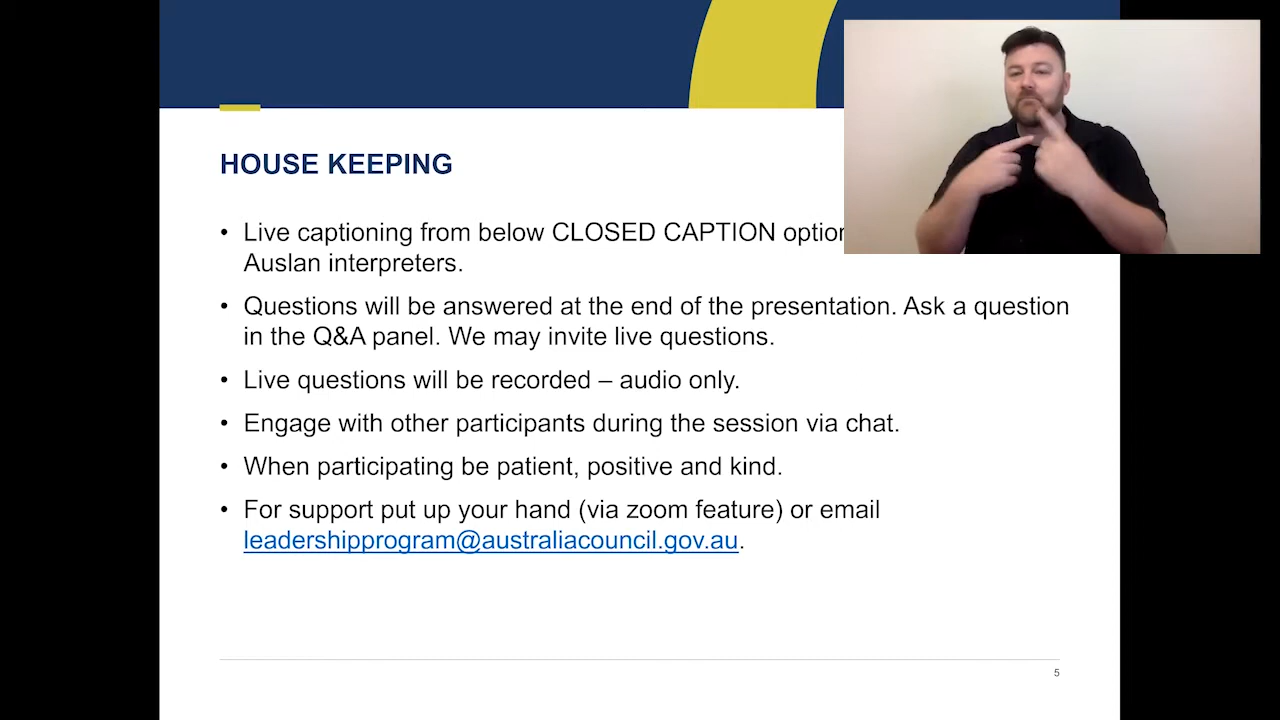 HOUSE KEEPING
• Live captioning from below CLOSED CAPTION
Auslan interpreters.
• Questions will be answered at the end of the presentation. Ask a question
in the Q&A panel. We may invite live questions.
• Live questions will be recorded – audio only.
• Engage with other participants during the session via chat.
• When participating be patient, positive and kind.
• For support put up your hand (via zoom feature) or email
leadershipprogram@australiacouncil.gov.au.
5